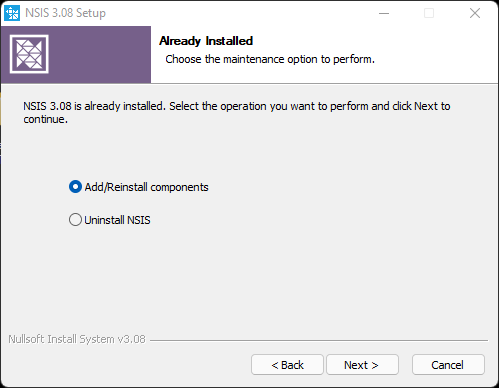 NSIS 3.08 Setup
Already Installed
Choose the maintenance option to perform.
NSIS 3.08 is already installed. Select the operation you want to perform and click Next to
continue.
Add/Reinstall components
Uninstall NSIS
Nullsoft Install System v3.08
< Back
Next >
Cancel